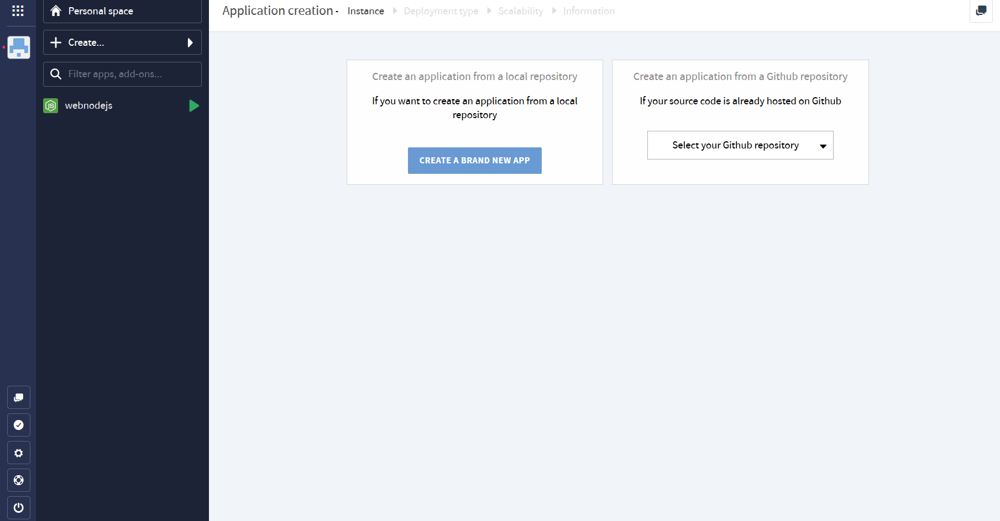 Personal space
Create...
Filter apps, add-ons...
JS webnodejs
Application creation - Instance Deployment type Scalability Information
Create an application from a local repository
If you want to create an application from a local
repository
CREATE A BRAND NEW APP
Create an application from a Github repository
If your source code is already hosted on Github
Select your Github repository